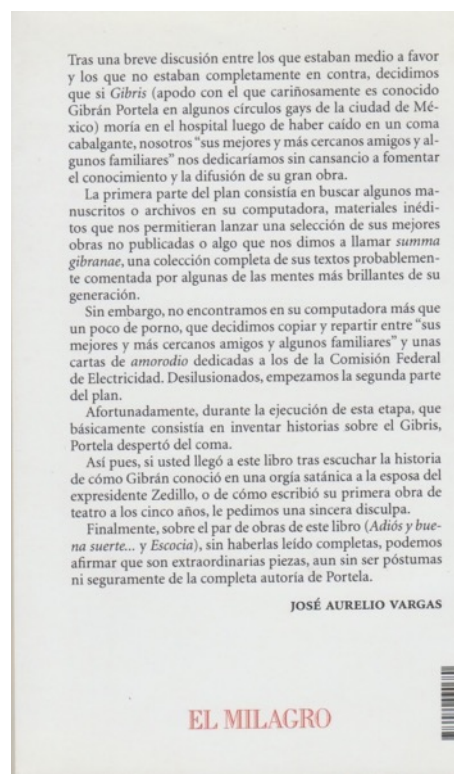 Tras una breve discusión entre los que estaban medio a favor
y los que no estaban completamente en contra, decidimos
que si Gibris (apodo con el que cariñosamente es conocido
Gibrán Portela en algunos círculos gays de la ciudad de Mé-
xico) moría en el hospital luego de haber caído en un coma
cabalgante, nosotros “sus mejores y más cercanos amigos y al-
gunos familiares” nos dedicaríamos sin cansancio a fomentar
el conocimiento y la difusión de su gran obra.
La primera parte del plan consistía en buscar algunos ma-
nuscritos o archivos en su computadora, materiales inédi-
tos que nos permitieran lanzar una selección de sus mejores
obras no publicadas o algo que nos dimos a llamar summa
gibranae, una colección completa de sus textos probablemen-
te comentada por algunas de las mentes más brillantes de su
generación.
Sin embargo, no encontramos en su computadora más que
un poco de porno, que decidimos copiar y repartir entre “sus
mejores y más cercanos amigos y algunos familiares” y unas
cartas de amorodio dedicadas a los de la Comisión Federal
de Electricidad. Desilusionados, empezamos la segunda parte
del plan.
Afortunadamente, durante la ejecución de esta etapa, que
básicamente consistía en inventar historias sobre el Gibris,
Portela despertó del coma.
Así pues, si usted llegó a este libro tras escuchar la historia
de cómo Gibrán conoció en una orgía satánica a la esposa del
expresidente Zedillo, o de cómo escribió su primera obra de
teatro a los cinco años, le pedimos una sincera disculpa.
Finalmente, sobre el par de obras de este libro (Adiós y bue-
na suerte... y Escocia), sin haberlas leído completas, podemos
afirmar que son extraordinarias piezas, aun sin ser póstumas
ni seguramente de la completa autoría de Portela.
JOSÉ AURELIO VARGAS
EL MILAGRO